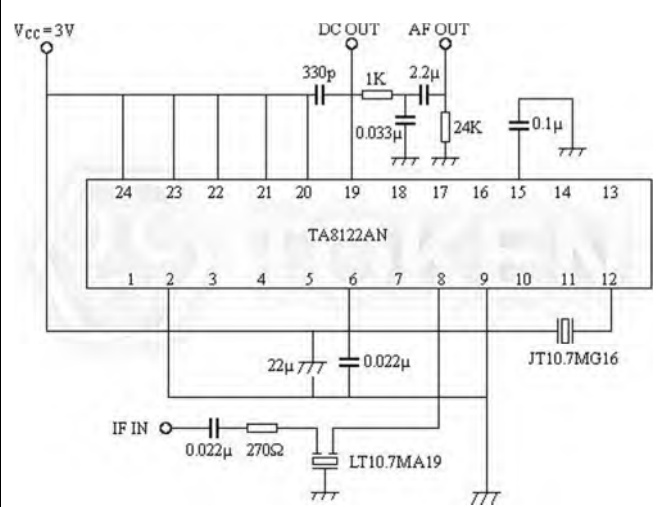 VCC = 3V
DC OUT
AF OUT
330p
1K
2.2μ
0.033μ
24K
0.1μ
24 23 22 21 20 19 18 17 16 15 14 13
TA8122AN
1 2 3 4 5 6 7 8 9 10 11 12
22μ
0.022μ
JT10.7MG16
IF IN
0.022μ
270Ω
LT10.7MA19